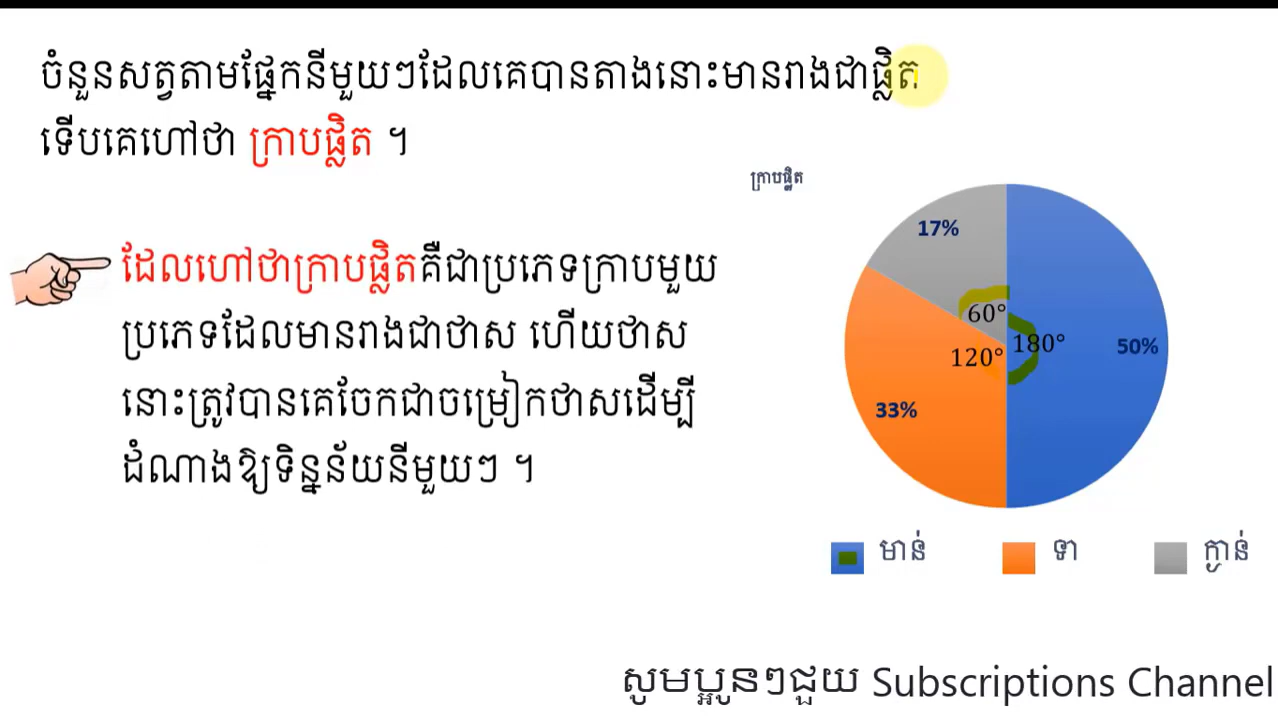 ចំនួនសត្វតាមផ្នែកនីមួយៗដែលគេបានតាងនោះមានរាងជាផ្លិត
ទើបគេហៅថា ក្រាបផ្លិត ។
ក្រាបផ្លិត
ដែលហៅថាក្រាបផ្លិតគឺជាប្រភេទក្រាបមួយ
ប្រភេទដែលមានរាងជាថាស ហើយថាស
នោះត្រូវបានគេចែកជាចម្រៀកថាសដើម្បី
ដំណាងឱ្យទិន្នន័យនីមួយៗ ។
17%
60°
180°
50%
120°
33%
មាន់ ទា ក្ងាន់
សូមប្អូនៗជួយ Subscriptions Channel